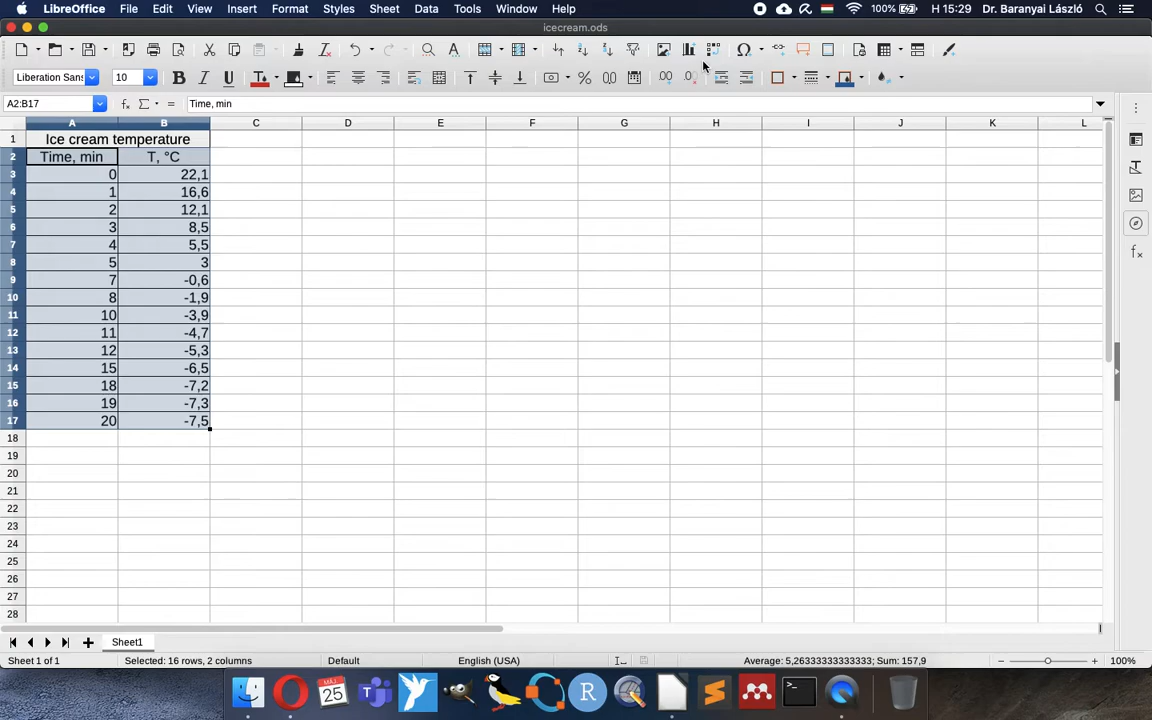 LibreOffice File Edit View Insert Format Styles Sheet Data Tools Window Help 100% H 15:29 Dr. Baranyai László
icecream.ods
Liberation Sans 10
A2:B17 Time, min
A B C D E F G H I J K L
1 Ice cream temperature
2 Time, min T, °C
3 0 22,1
4 1 16,6
5 2 12,1
6 3 8,5
7 4 5,5
8 5 3
9 7 -0,6
10 8 -1,9
11 10 -3,9
12 11 -4,7
13 12 -5,3
14 15 -6,5
15 18 -7,2
16 19 -7,3
17 20 -7,5
18
19
20
21
22
23
24
25
26
27
28
Sheet1
Sheet 1 of 1 Selected: 16 rows, 2 columns Default English (USA) Average: 5,26333333333333; Sum: 157,9 100%
MÁJ
25